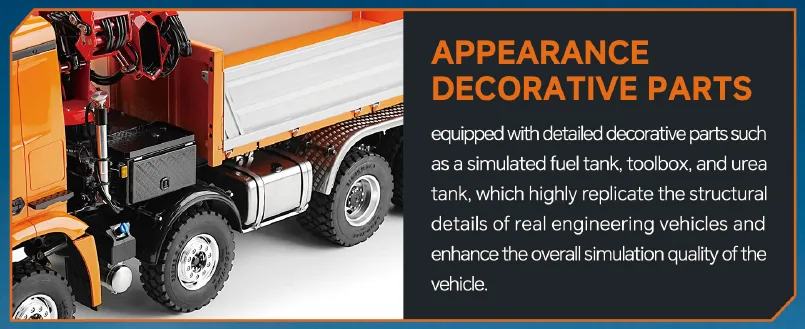 APPEARANCE
DECORATIVE PARTS
equipped with detailed decorative parts such
as a simulated fuel tank, toolbox, and urea
tank, which highly replicate the structural
details of real engineering vehicles and
enhance the overall simulation quality of the
vehicle.